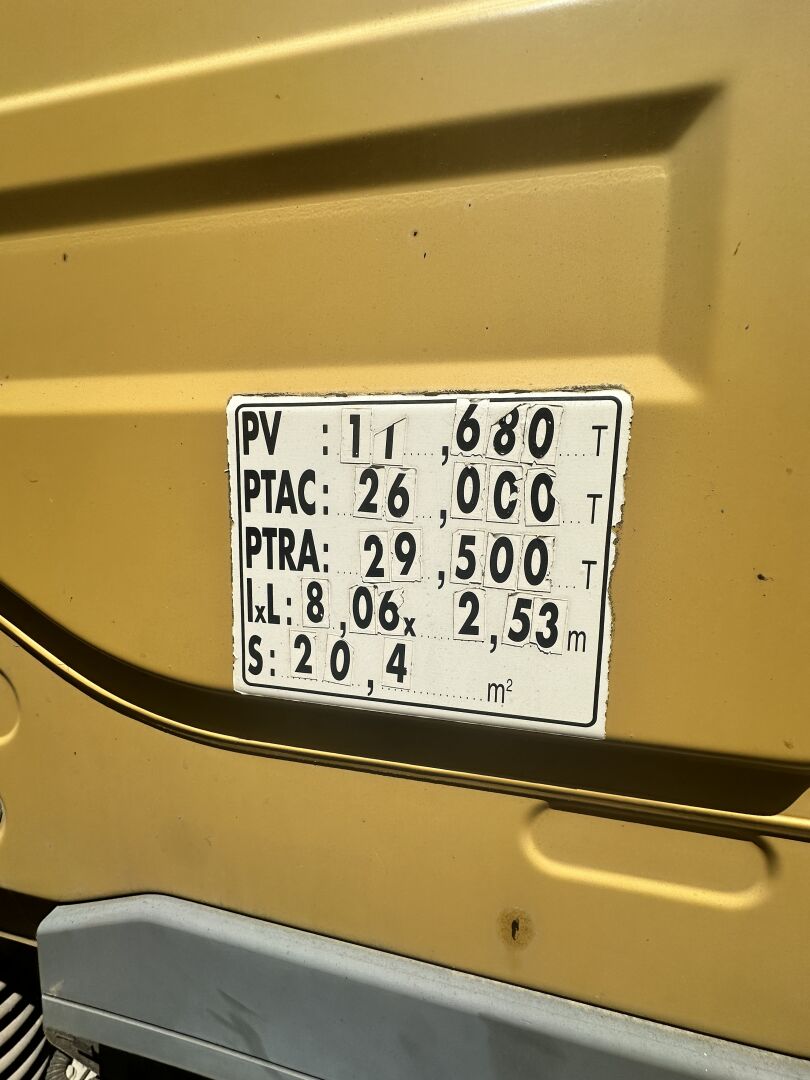 PV : 11,680 T
PTAC: 26,000 T
PTRA: 29,500 T
lxL: 8,06x 2,53 m
S: 20,4 m²